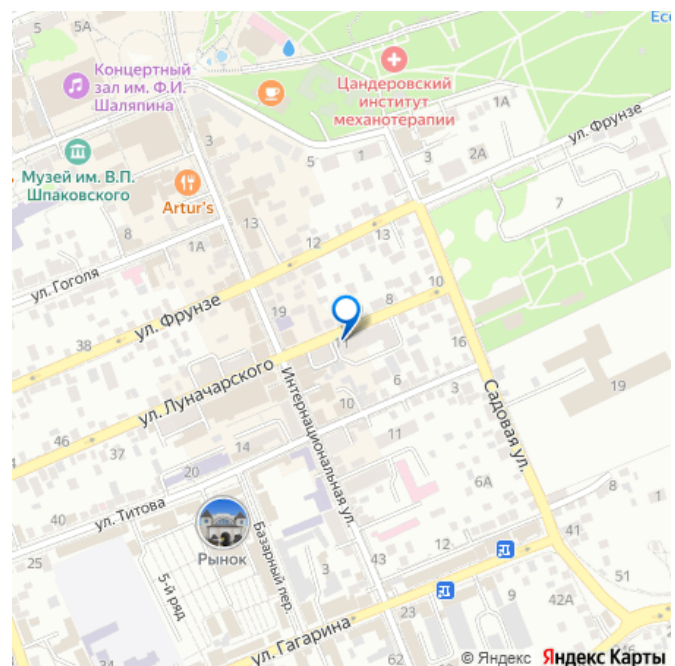 5
5А
Eco
Концертный
зал им. Ф.И.
Шаляпина
Цандеровский
институт
механотерапии
1А
ул. Фрунзе
3
5
1
3
2А
Музей им. В.П.
Шпаковского
Artur's
7
8
1А
13
12
13
ул. Гоголя
10
ул. Фрунзе
19
8
11
38
16
ул. Луначарского
Интернациональная ул.
6
3
Садовая ул.
19
10
46
37
14
11
20
6А
8
1
40
ул. Титова
Рынок
Базарный пер.
12
41
25
5-й ряд
3
43
51
9
42А
23
34
ул. Гагарина
6
© Яндекс Яндекс Карты